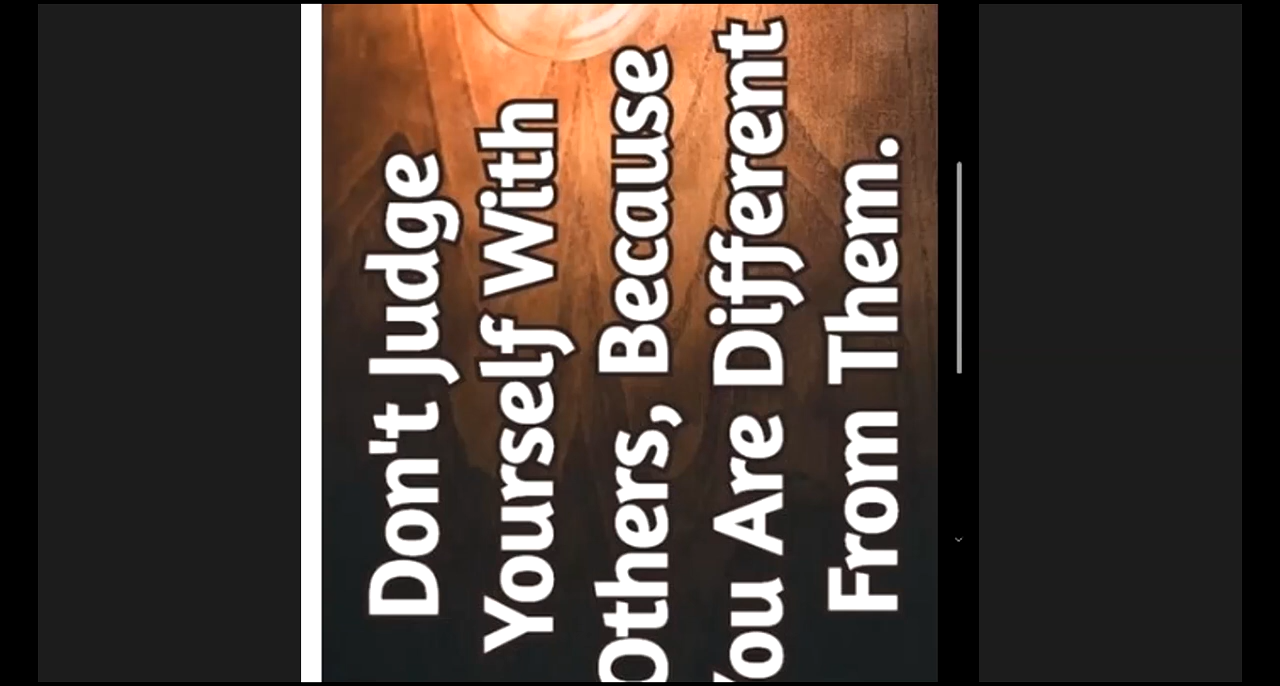 Don't Judge
Yourself With
Others, Because
You Are Different
From Them.